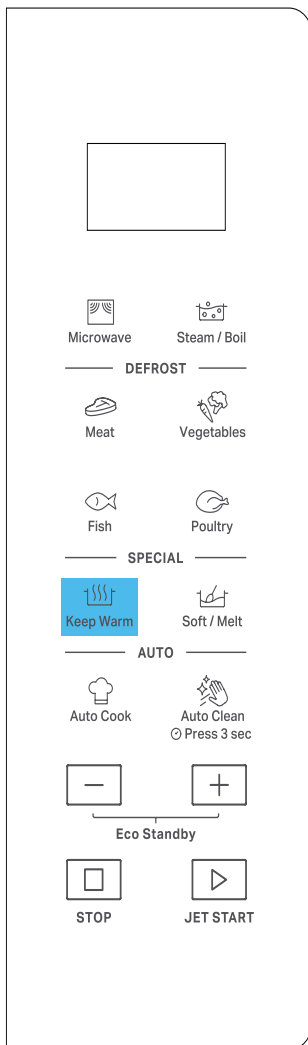 Microwave
Steam / Boil
DEFROST
Meat
Vegetables
Fish
Poultry
SPECIAL
Keep Warm
Soft / Melt
AUTO
Auto Cook
Auto Clean
Press 3 sec
Eco Standby
STOP
JET START